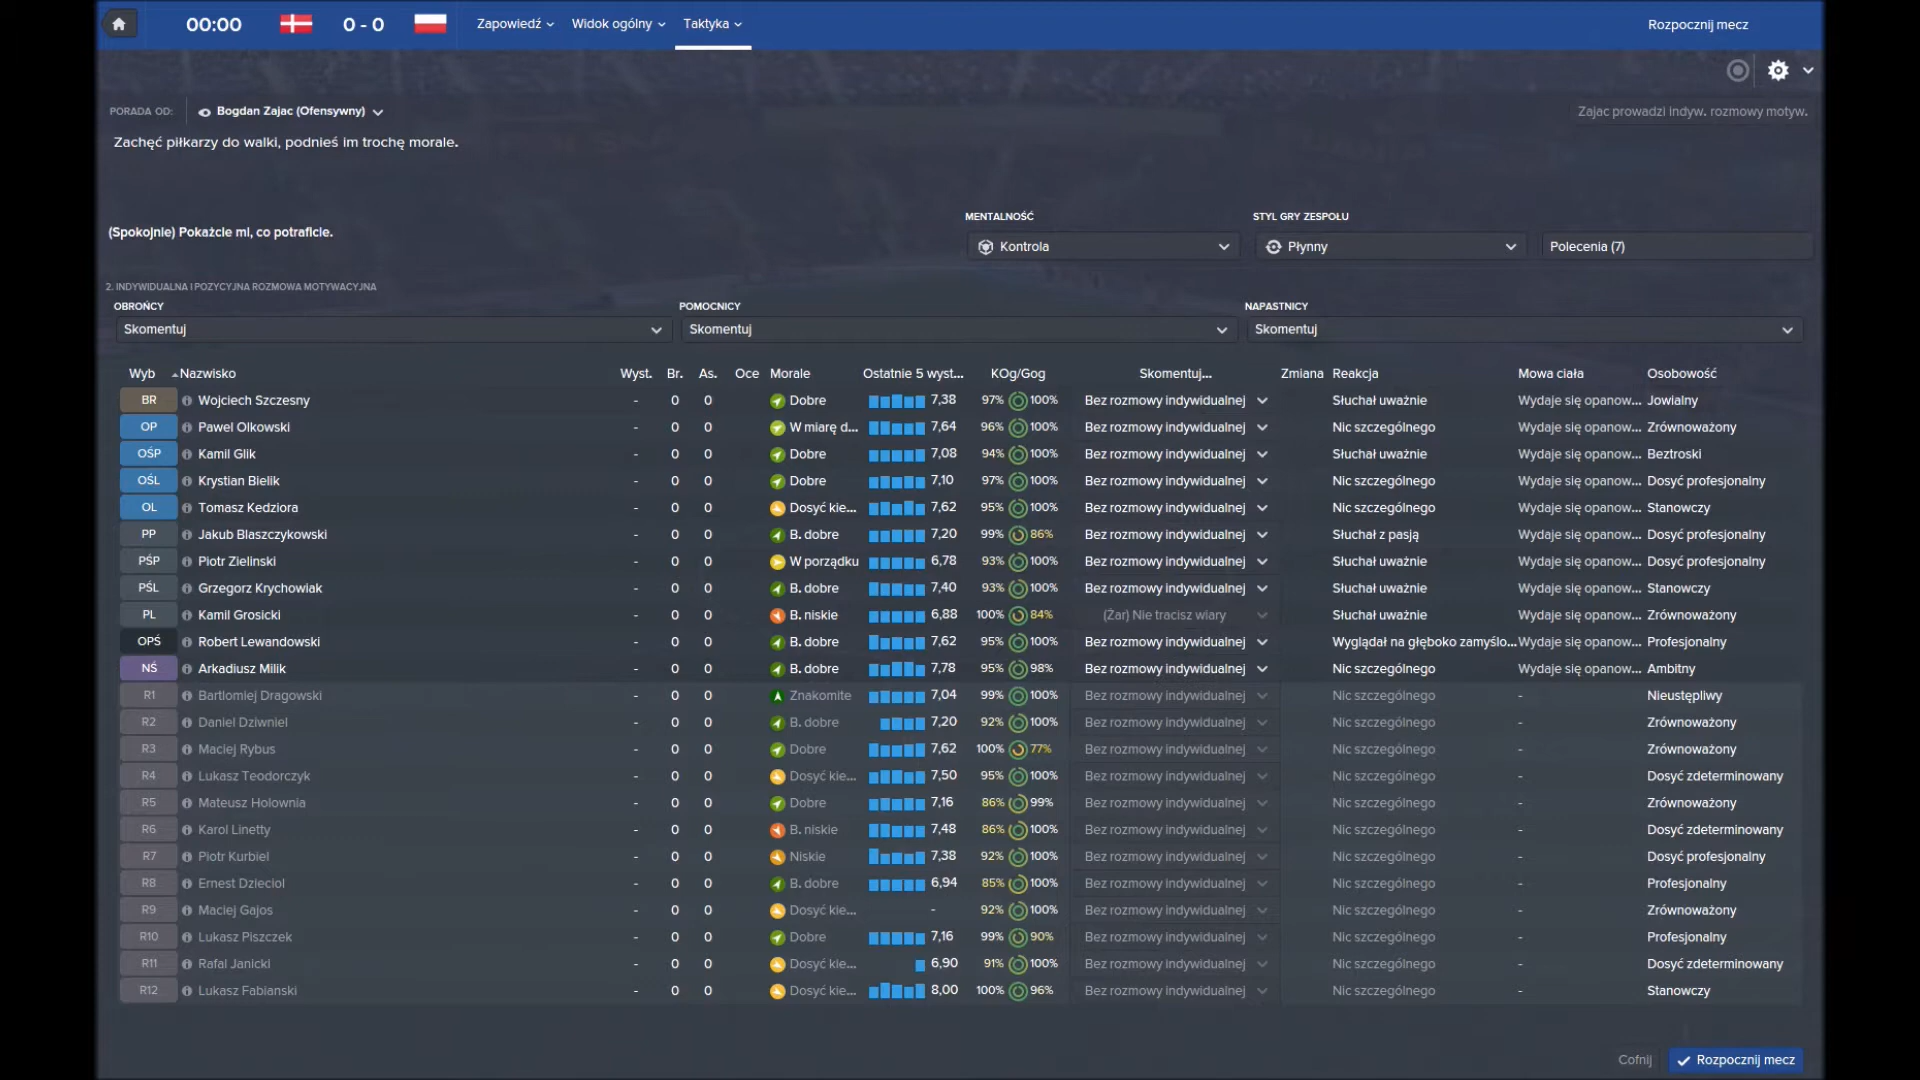 00:00 0 - 0 Zapowiedź Widok ogólny Taktyka Rozpocznij mecz
PORADA OD: Bogdan Zajac (Ofensywny) Zajac prowadzi indyw. rozmowy motyw.
Zachęć piłkarzy do walki, podnieś im trochę morale.
MENTALNOŚĆ STYL GRY ZESPOŁU
(Spokojnie) Pokażcie mi, co potraficie. Kontrola Płynny Polecenia (7)
2. INDYWIDUALNA I POZYCYJNA ROZMOWA MOTYWACYJNA
OBROŃCY POMOCNICY NAPASTNICY
Skomentuj Skomentuj Skomentuj
Wyb Nazwisko Wyst. Br. As. Oce Morale Ostatnie 5 wyst... KOg/Gog Skomentuj... Zmiana Reakcja Mowa ciała Osobowość
BR Wojciech Szczesny - 0 0 Dobre 7,38 97% 100% Bez rozmowy indywidualnej Słuchał uważnie Wydaje się opanow... Jowialny
OP Pawel Olkowski - 0 0 W miarę d... 7,64 96% 100% Bez rozmowy indywidualnej Nic szczególnego Wydaje się opanow... Zrównoważony
OŚP Kamil Glik - 0 0 Dobre 7,08 94% 100% Bez rozmowy indywidualnej Słuchał uważnie Wydaje się opanow... Beztroski
OŚL Krystian Bielik - 0 0 Dobre 7,10 97% 100% Bez rozmowy indywidualnej Nic szczególnego Wydaje się opanow... Dosyć profesjonalny
OL Tomasz Kedziora - 0 0 Dosyć kie... 7,62 95% 100% Bez rozmowy indywidualnej Nic szczególnego Wydaje się opanow... Stanowczy
PP Jakub Blaszczykowski - 0 0 B. dobre 7,20 99% 86% Bez rozmowy indywidualnej Słuchał z pasją Wydaje się opanow... Dosyć profesjonalny
PŚP Piotr Zielinski - 0 0 W porządku 6,78 93% 100% Bez rozmowy indywidualnej Słuchał uważnie Wydaje się opanow... Dosyć profesjonalny
PŚL Grzegorz Krychowiak - 0 0 B. dobre 7,40 93% 100% Bez rozmowy indywidualnej Słuchał uważnie Wydaje się opanow... Stanowczy
PL Kamil Grosicki - 0 0 B. niskie 6,88 100% 84% (Żar) Nie tracisz wiary Słuchał uważnie Wydaje się opanow... Zrównoważony
OPŚ Robert Lewandowski - 0 0 B. dobre 7,62 95% 100% Bez rozmowy indywidualnej Wyglądał na głęboko zamyślo... Wydaje się opanow... Profesjonalny
NŚ Arkadiusz Milik - 0 0 B. dobre 7,78 95% 98% Bez rozmowy indywidualnej Nic szczególnego Wydaje się opanow... Ambitny
R1 Bartlomiej Dragowski - 0 0 Znakomite 7,04 99% 100% Bez rozmowy indywidualnej Nic szczególnego - Nieustępliwy
R2 Daniel Dziwniel - 0 0 B. dobre 7,20 92% 100% Bez rozmowy indywidualnej Nic szczególnego - Zrównoważony
R3 Maciej Rybus - 0 0 Dobre 7,62 100% 77% Bez rozmowy indywidualnej Nic szczególnego - Zrównoważony
R4 Lukasz Teodorczyk - 0 0 Dosyć kie... 7,50 95% 100% Bez rozmowy indywidualnej Nic szczególnego - Dosyć zdeterminowany
R5 Mateusz Holownia - 0 0 Dobre 7,16 86% 99% Bez rozmowy indywidualnej Nic szczególnego - Zrównoważony
R6 Karol Linetty - 0 0 B. niskie 7,48 86% 100% Bez rozmowy indywidualnej Nic szczególnego - Dosyć zdeterminowany
R7 Piotr Kurbiel - 0 0 Niskie 7,38 92% 100% Bez rozmowy indywidualnej Nic szczególnego - Dosyć profesjonalny
R8 Ernest Dzieciol - 0 0 B. dobre 6,94 85% 100% Bez rozmowy indywidualnej Nic szczególnego - Profesjonalny
R9 Maciej Gajos - 0 0 Dosyć kie... - 92% 100% Bez rozmowy indywidualnej Nic szczególnego - Zrównoważony
R10 Lukasz Piszczek - 0 0 Dobre 7,16 99% 90% Bez rozmowy indywidualnej Nic szczególnego - Profesjonalny
R11 Rafal Janicki - 0 0 Dosyć kie... 6,90 91% 100% Bez rozmowy indywidualnej Nic szczególnego - Dosyć zdeterminowany
R12 Lukasz Fabianski - 0 0 Dosyć kie... 8,00 100% 96% Bez rozmowy indywidualnej Nic szczególnego - Stanowczy
Cofnij Rozpocznij mecz